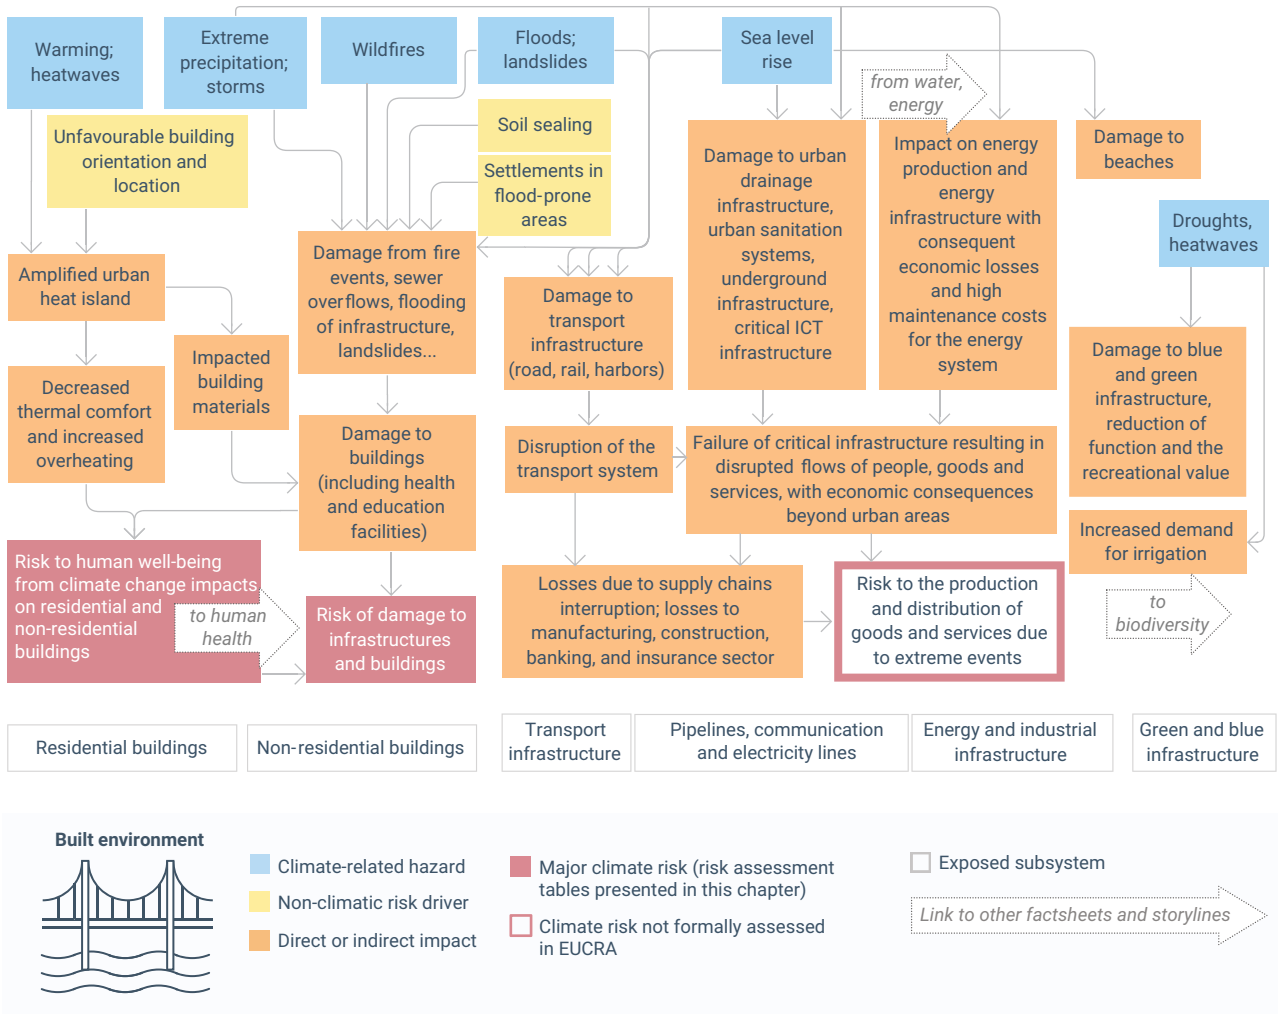 Warming;
heatwaves
Extreme
precipitation;
storms
Wildfires
Floods;
landslides
Sea level
rise
from water,
energy
Unfavourable building
orientation and
location
Soil sealing
Settlements in
flood-prone
areas
Damage to urban
drainage
infrastructure,
urban sanitation
systems,
underground
infrastructure,
critical ICT
infrastructure
Impact on energy
production and
energy
infrastructure with
consequent
economic losses
and high
maintenance costs
for the energy
system
Damage to
beaches
Droughts,
heatwaves
Amplified urban
heat island
Damage from fire
events, sewer
overflows, flooding
of infrastructure,
landslides...
Damage to
transport
infrastructure
(road, rail, harbors)
Impacted
building
materials
Decreased
thermal comfort
and increased
overheating
Damage to blue
and green
infrastructure,
reduction of
function and the
recreational value
Damage to
buildings
(including health
and education
facilities)
Disruption of the
transport system
Failure of critical infrastructure resulting in
disrupted flows of people, goods and
services, with economic consequences
beyond urban areas
Increased demand
for irrigation
Risk to human well-being
from climate change impacts
on residential and
non-residential
buildings
to human
health
Risk of damage to
infrastructures
and buildings
Losses due to supply chains
interruption; losses to
manufacturing, construction,
banking, and insurance sector
Risk to the production
and distribution of
goods and services due
to extreme events
to
biodiversity
Residential buildings
Non-residential buildings
Transport
infrastructure
Pipelines, communication
and electricity lines
Energy and industrial
infrastructure
Green and blue
infrastructure
Built environment
Climate-related hazard
Non-climatic risk driver
Direct or indirect impact
Major climate risk (risk assessment
tables presented in this chapter)
Climate risk not formally assessed
in EUCRA
Exposed subsystem
Link to other factsheets and storylines